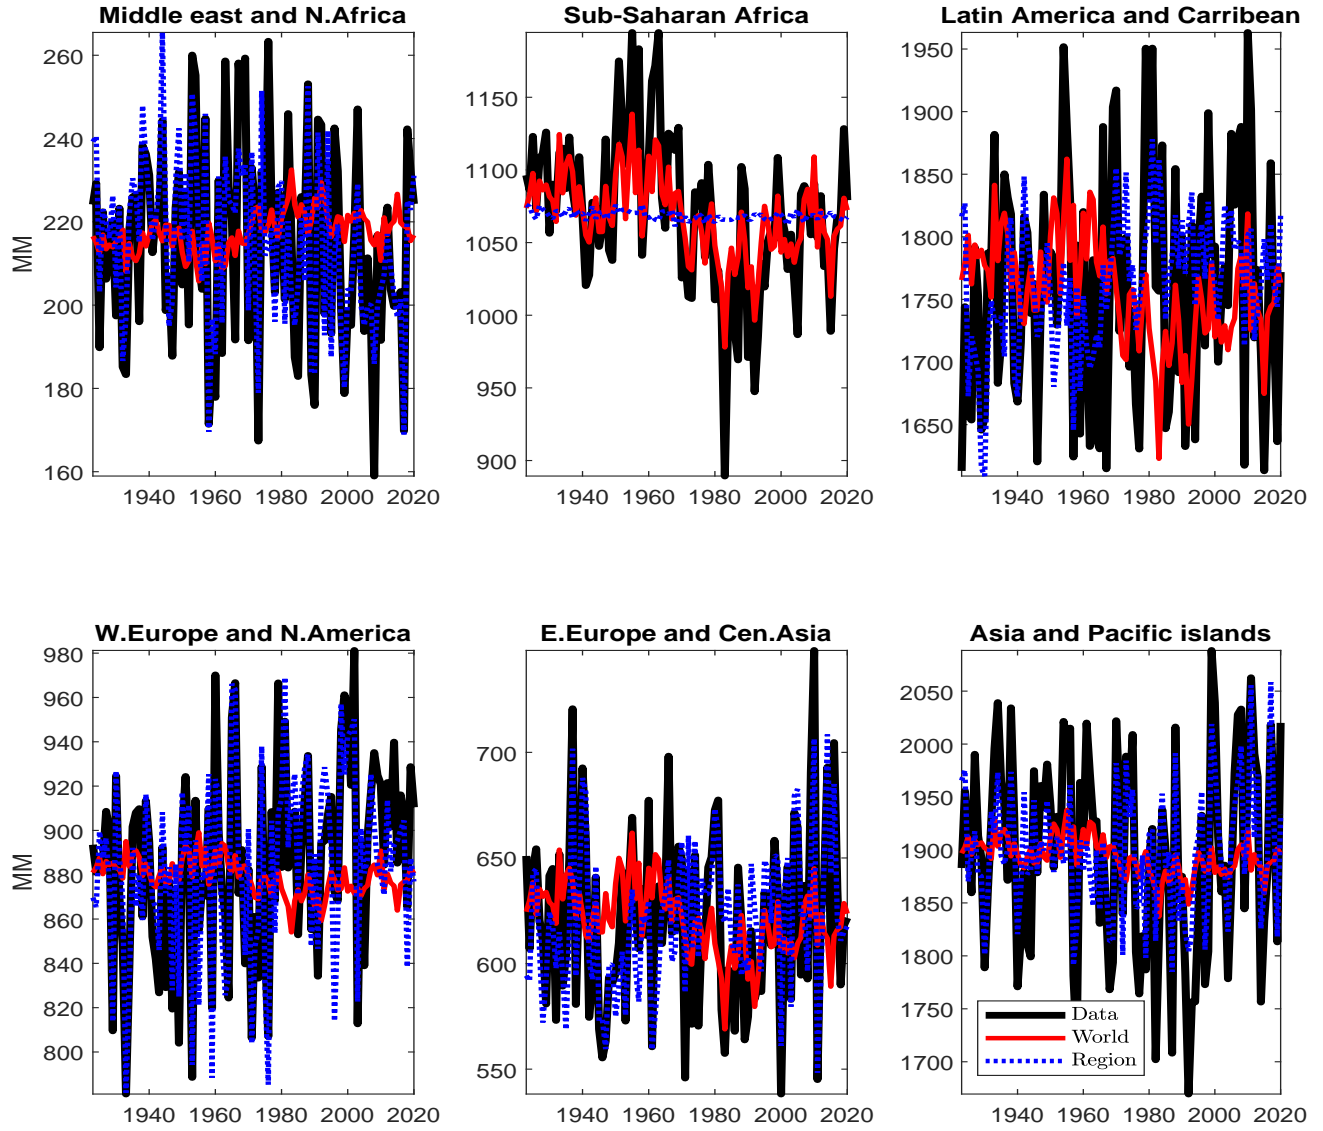 Middle east and N.Africa
Sub-Saharan Africa
Latin America and Carribean
260
240
220
200
180
160
MM
1940 1960 1980 2000 2020
1150
1100
1050
1000
950
900
1940 1960 1980 2000 2020
1950
1900
1850
1800
1750
1700
1650
1940 1960 1980 2000 2020
W.Europe and N.America
E.Europe and Cen.Asia
Asia and Pacific islands
980
960
940
920
900
880
860
840
820
800
MM
1940 1960 1980 2000 2020
700
650
600
550
1940 1960 1980 2000 2020
2050
2000
1950
1900
1850
1800
1750
1700
Data
World
Region
1940 1960 1980 2000 2020